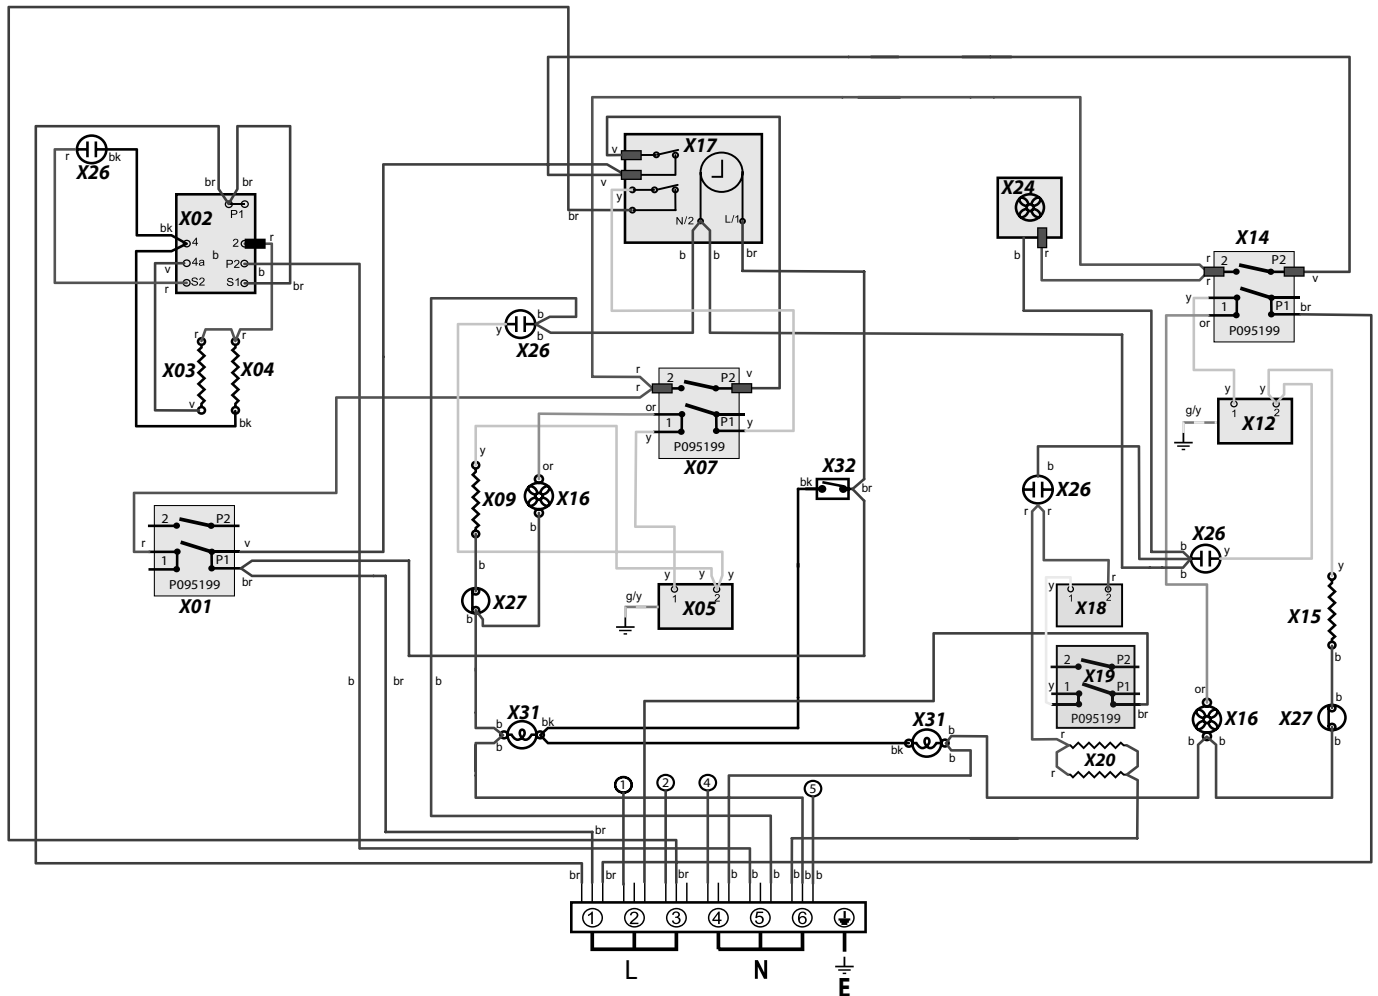 r
bk
X26
br
br
P1
X02
bk
4
2
r
b
4a
P2
b
v
S2
S1
r
br
r
r
X03
X04
v
bk
v
X17
v
y
br
N/2
L/1
b
b
br
X24
b
r
X14
r
2
P2
r
v
y
1
P1
br
or
P095199
b
y
b
X26
r
2
P2
v
r
or
1
P1
y
y
P095199
X07
y
y
g/y
1
2
X12
y
X09
or
X16
b
X32
bk
br
b
X26
r
r
X26
b
y
b
2
P2
r
v
1
P1
br
P095199
X01
b
X27
b
y
y
y
g/y
1
2
X05
y
r
1
2
X18
y
X15
b
2
P2
X19
y
1
P1
br
P095199
b
br
b
or
X16
b
b
b
X27
b
X31
b
bk
b
X31
b
bk
b
r
X20
r
1
2
4
5
br
br
br
br
b
b
b
b
b
b
1
2
3
4
5
6
L
N
E